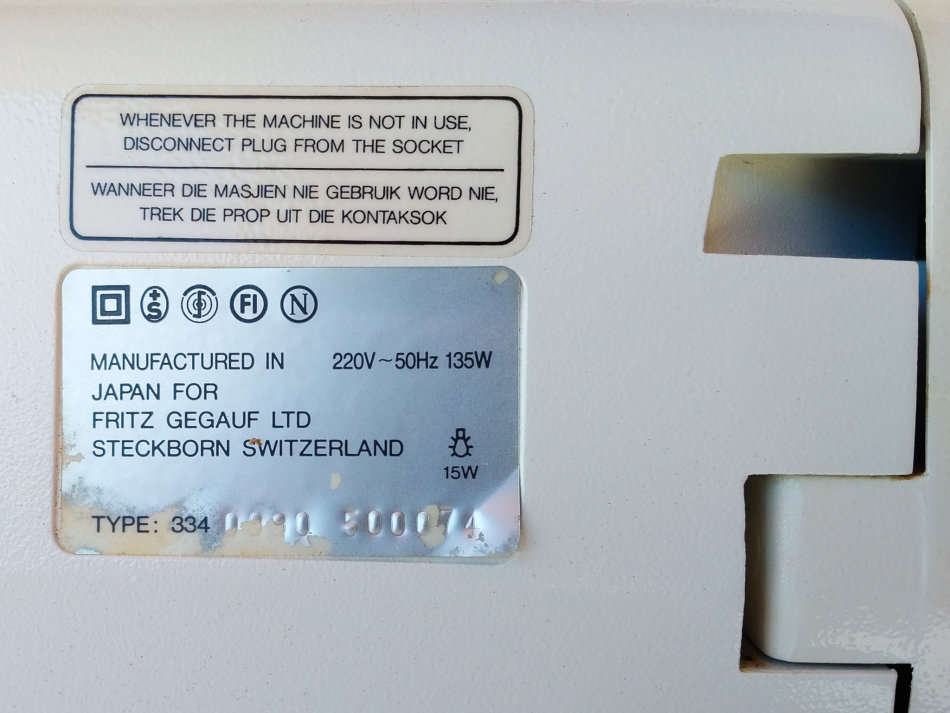 WHENEVER THE MACHINE IS NOT IN USE,
DISCONNECT PLUG FROM THE SOCKET
WANNEER DIE MASJIEN NIE GEBRUIK WORD NIE,
TREK DIE PROP UIT DIE KONTAKSOK
+S FI N
MANUFACTURED IN 220V~50Hz 135W
JAPAN FOR
FRITZ GEGAUF LTD
STECKBORN SWITZERLAND
15W
TYPE: 334 500074